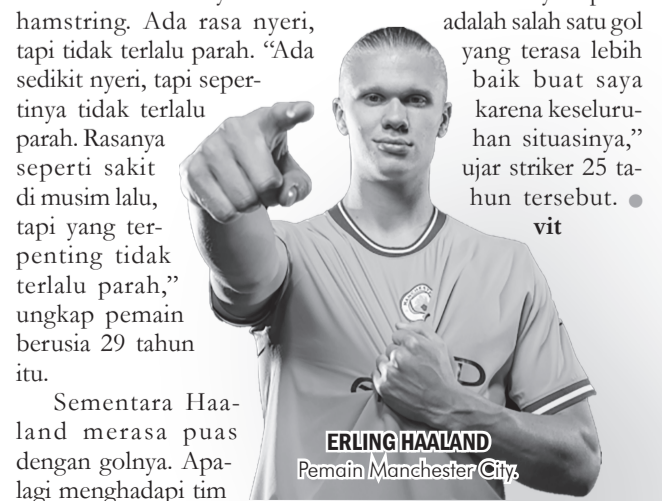 hamstring. Ada rasa nyeri,
tapi tidak terlalu parah. “Ada
sedikit nyeri, tapi seper-
tinya tidak terlalu
parah. Rasanya
seperti sakit
di musim lalu,
tapi yang ter-
penting tidak
terlalu parah,”
ungkap pemain
berusia 29 tahun
itu.
Sementara Haa-
land merasa puas
dengan golnya. Apa-
lagi menghadapi tim
adalah salah satu gol
yang terasa lebih
baik buat saya
karena keseluru-
han situasinya,”
ujar striker 25 ta-
hun tersebut. ●
vit
ERLING HAALAND
Pemain Manchester City.